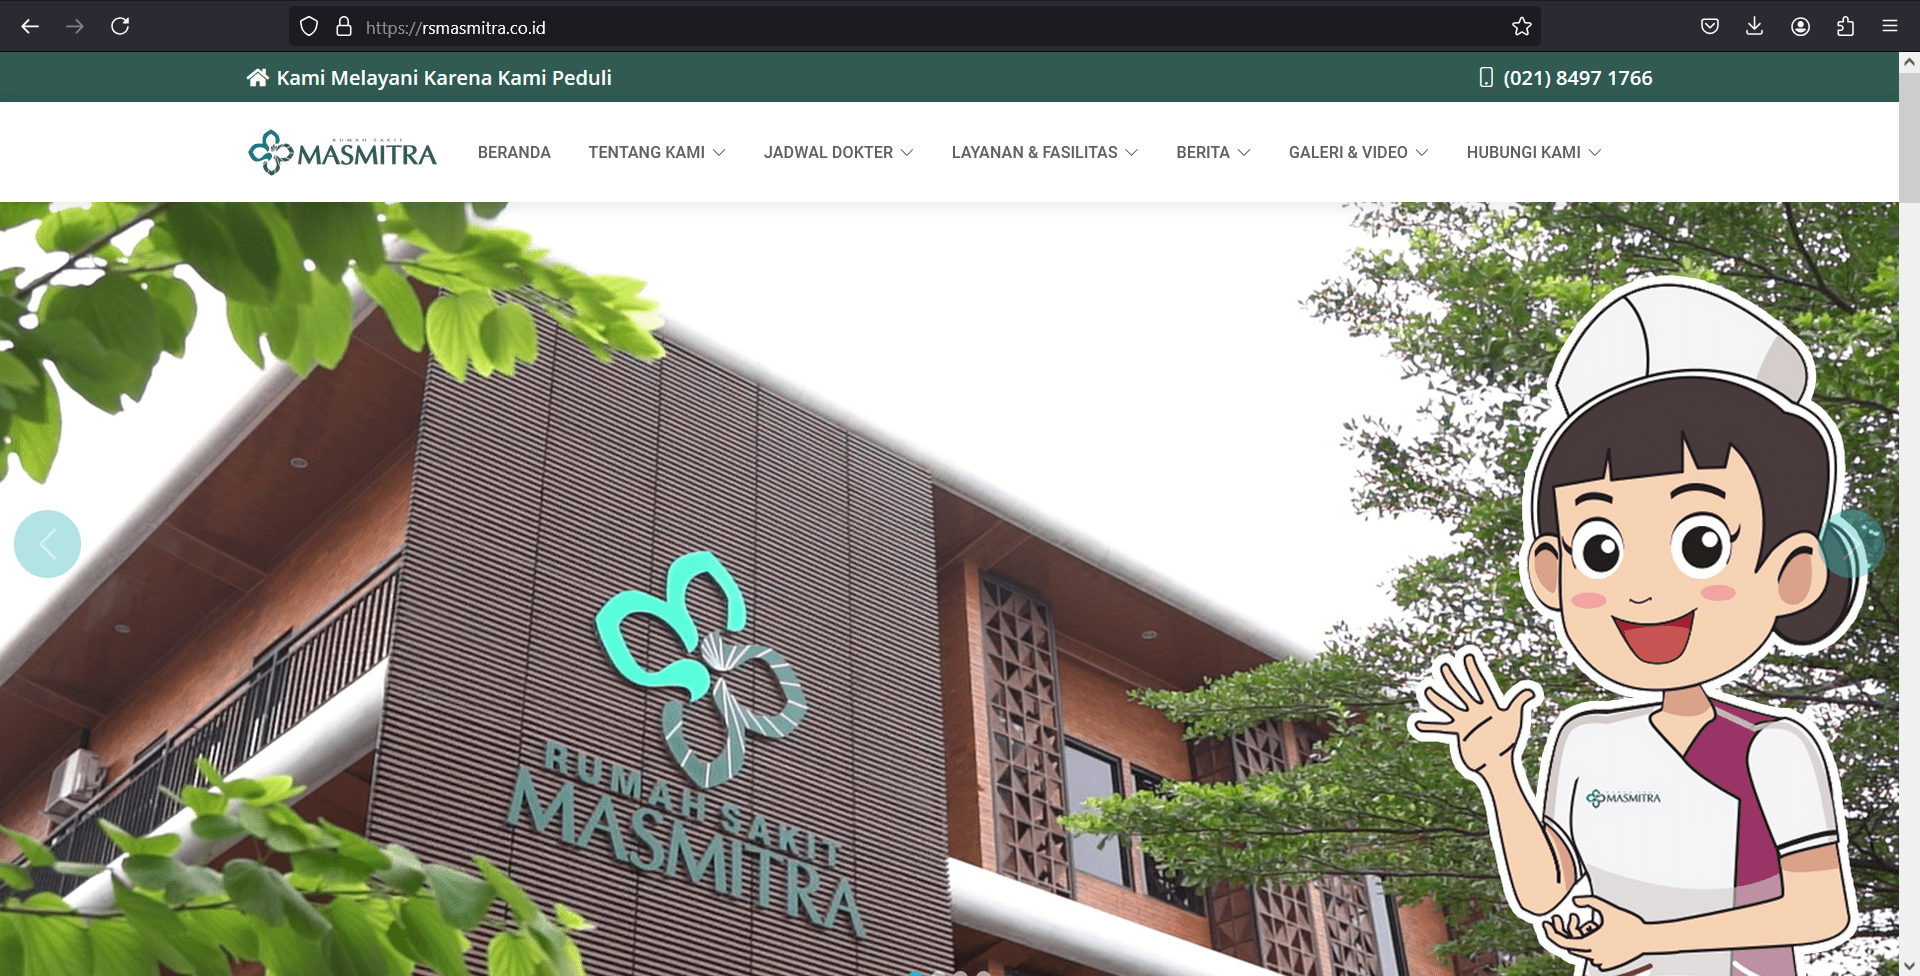 https://rsmasmitra.co.id
Kami Melayani Karena Kami Peduli
(021) 8497 1766
RUMAH SAKIT
MASMITRA
BERANDA
TENTANG KAMI
JADWAL DOKTER
LAYANAN & FASILITAS
BERITA
GALERI & VIDEO
HUBUNGI KAMI
RUMAH SAKIT
MASMITRA
MASMITRA